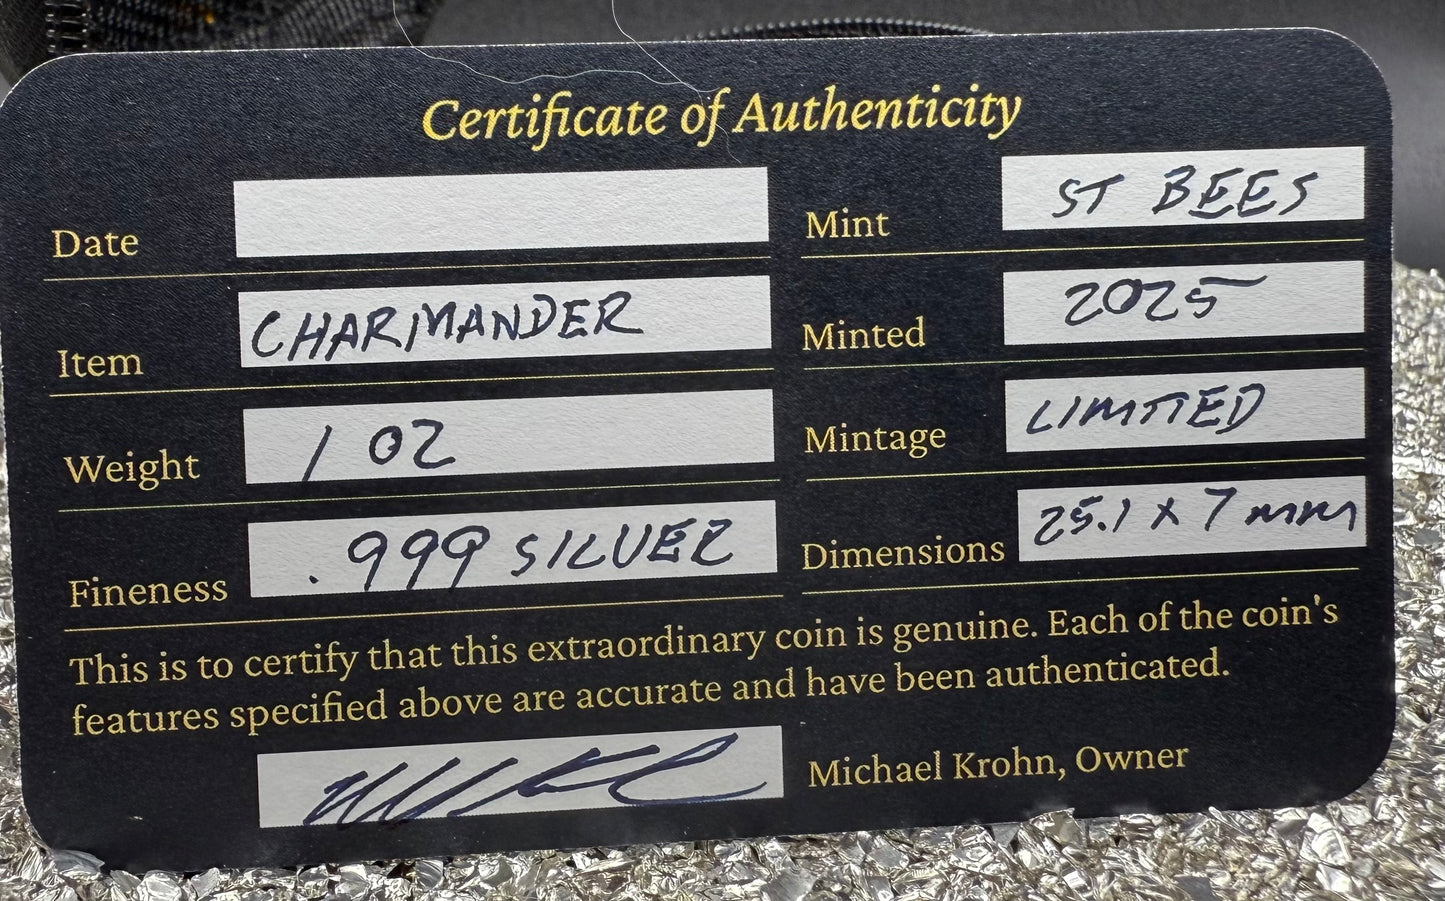 Certificate of Authenticity
Date
Item CHARMANDER
Weight 1 OZ
Fineness .999 SILVER
Mint ST BEES
Minted 2025
Mintage LIMITED
Dimensions 25.1 x 7 mm
This is to certify that this extraordinary coin is genuine. Each of the coin's
features specified above are accurate and have been authenticated.
Michael Krohn, Owner